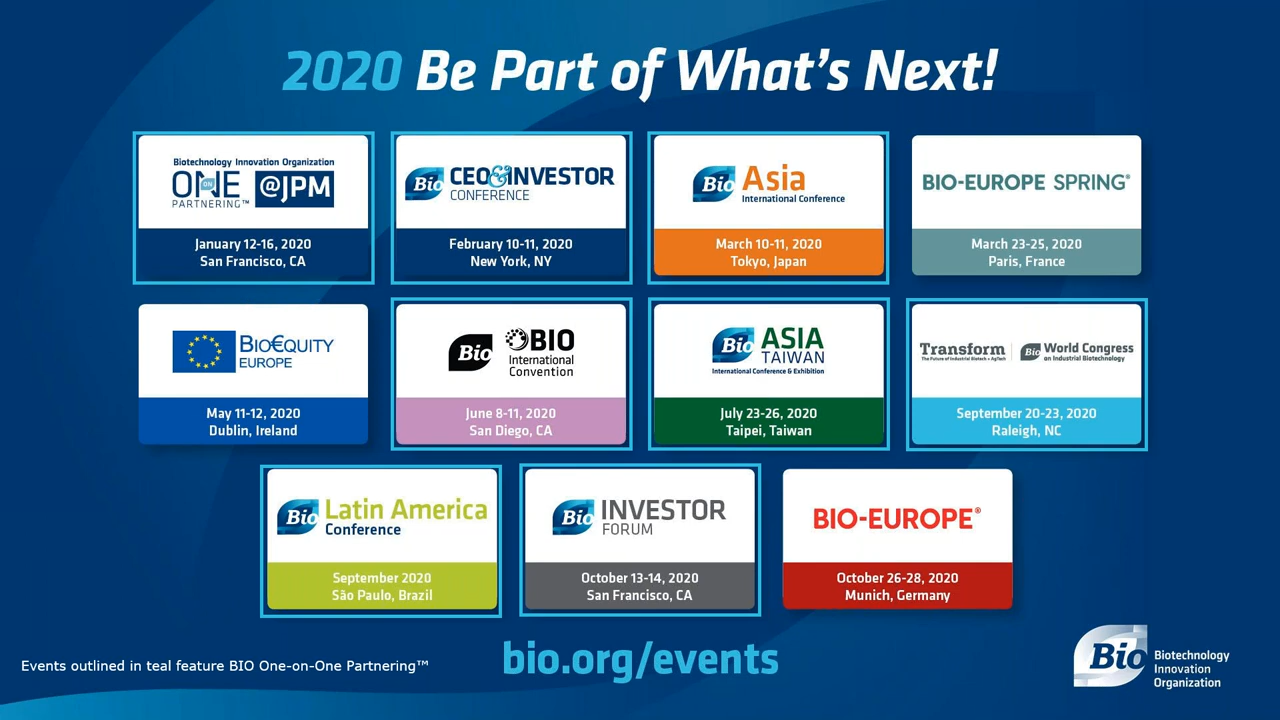 2020 Be Part of What's Next!
Biotechnology Innovation Organization
ONE
ON
@JPM
PARTNERING™
January 12-16, 2020
San Francisco, CA
Bio CEO&INVESTOR
CONFERENCE
February 10-11, 2020
New York, NY
Bio Asia
International Conference
March 10-11, 2020
Tokyo, Japan
BIO-EUROPE SPRING®
March 23-25, 2020
Paris, France
BIO€QUITY
EUROPE
May 11-12, 2020
Dublin, Ireland
Bio BIO
International
Convention
June 8-11, 2020
San Diego, CA
Bio ASIA
TAIWAN
International Conference & Exhibition
July 23-26, 2020
Taipei, Taiwan
Transform
The Future of Industrial Biotech + AgTech
Bio World Congress
on Industrial Biotechnology
September 20-23, 2020
Raleigh, NC
Bio Latin America
Conference
September 2020
São Paulo, Brazil
Bio INVESTOR
FORUM
October 13-14, 2020
San Francisco, CA
BIO-EUROPE®
October 26-28, 2020
Munich, Germany
Events outlined in teal feature BIO One-on-One Partnering™
bio.org/events
Bio Biotechnology
Innovation
Organization